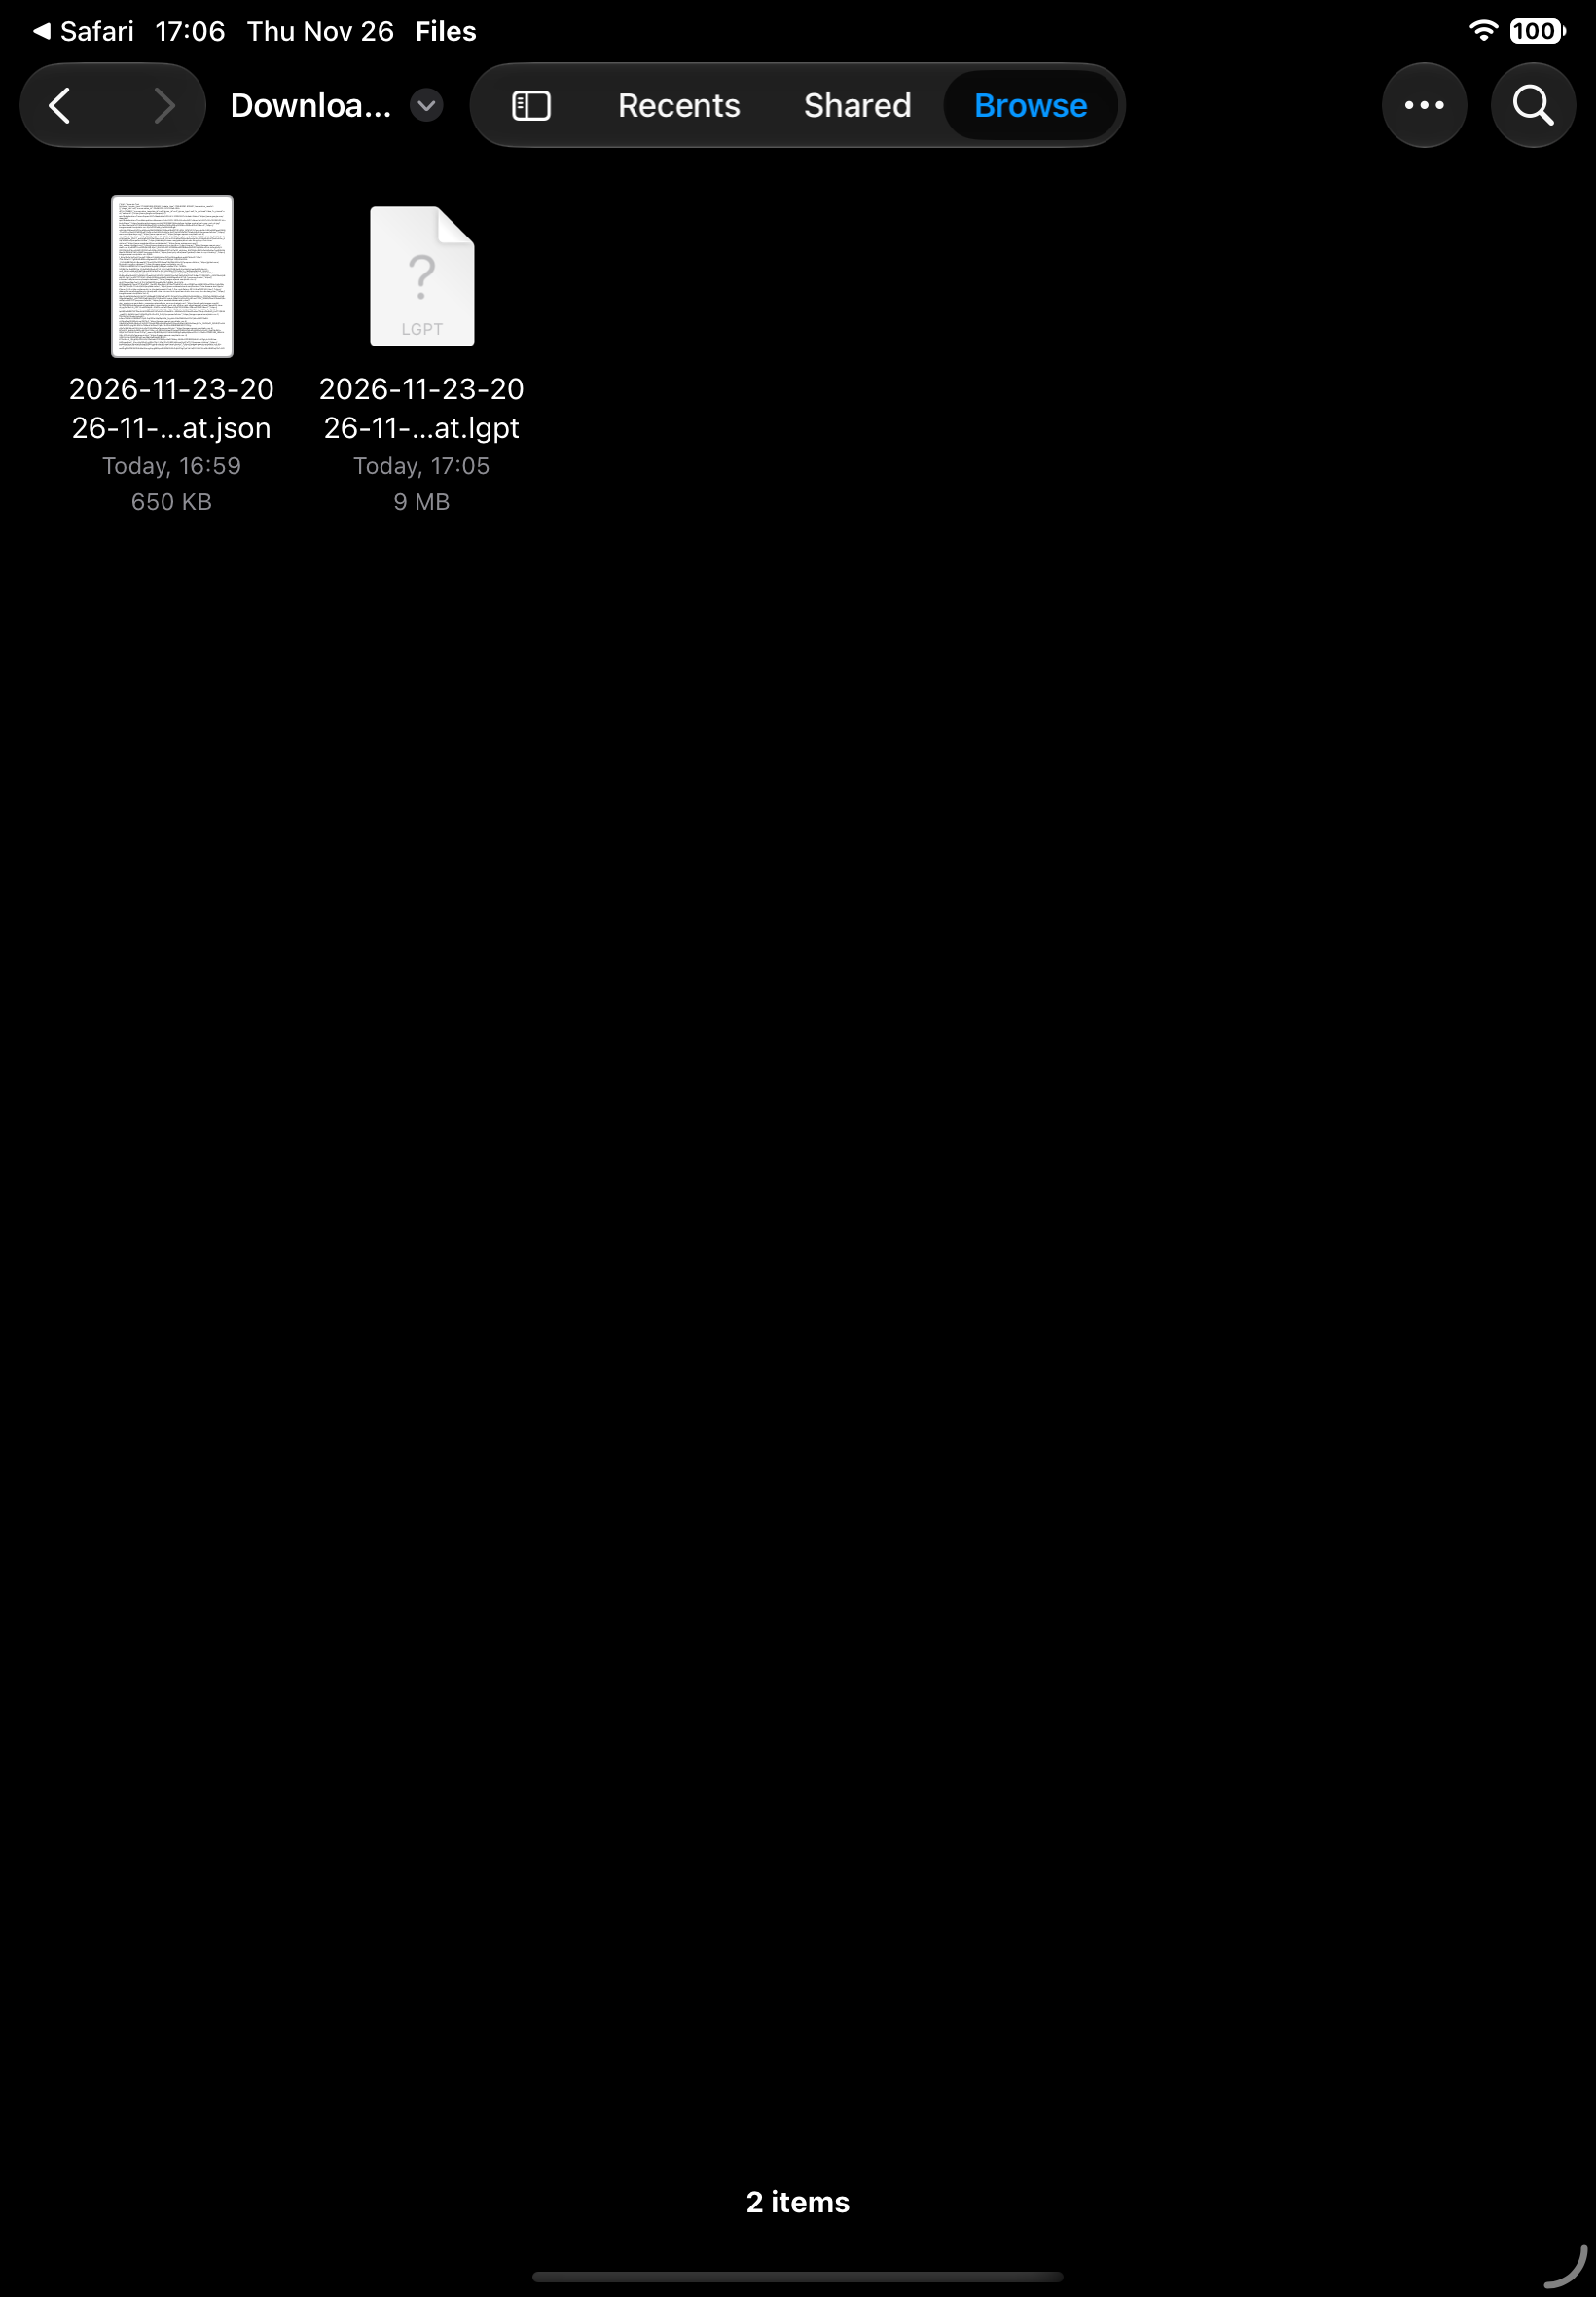 Safari 17:06 Thu Nov 26 Files
100
Downloa... Recents Shared Browse
LGPT
2026-11-23-20
26-11-...at.json
Today, 16:59
650 KB
2026-11-23-20
26-11-...at.lgpt
Today, 17:05
9 MB
2 items